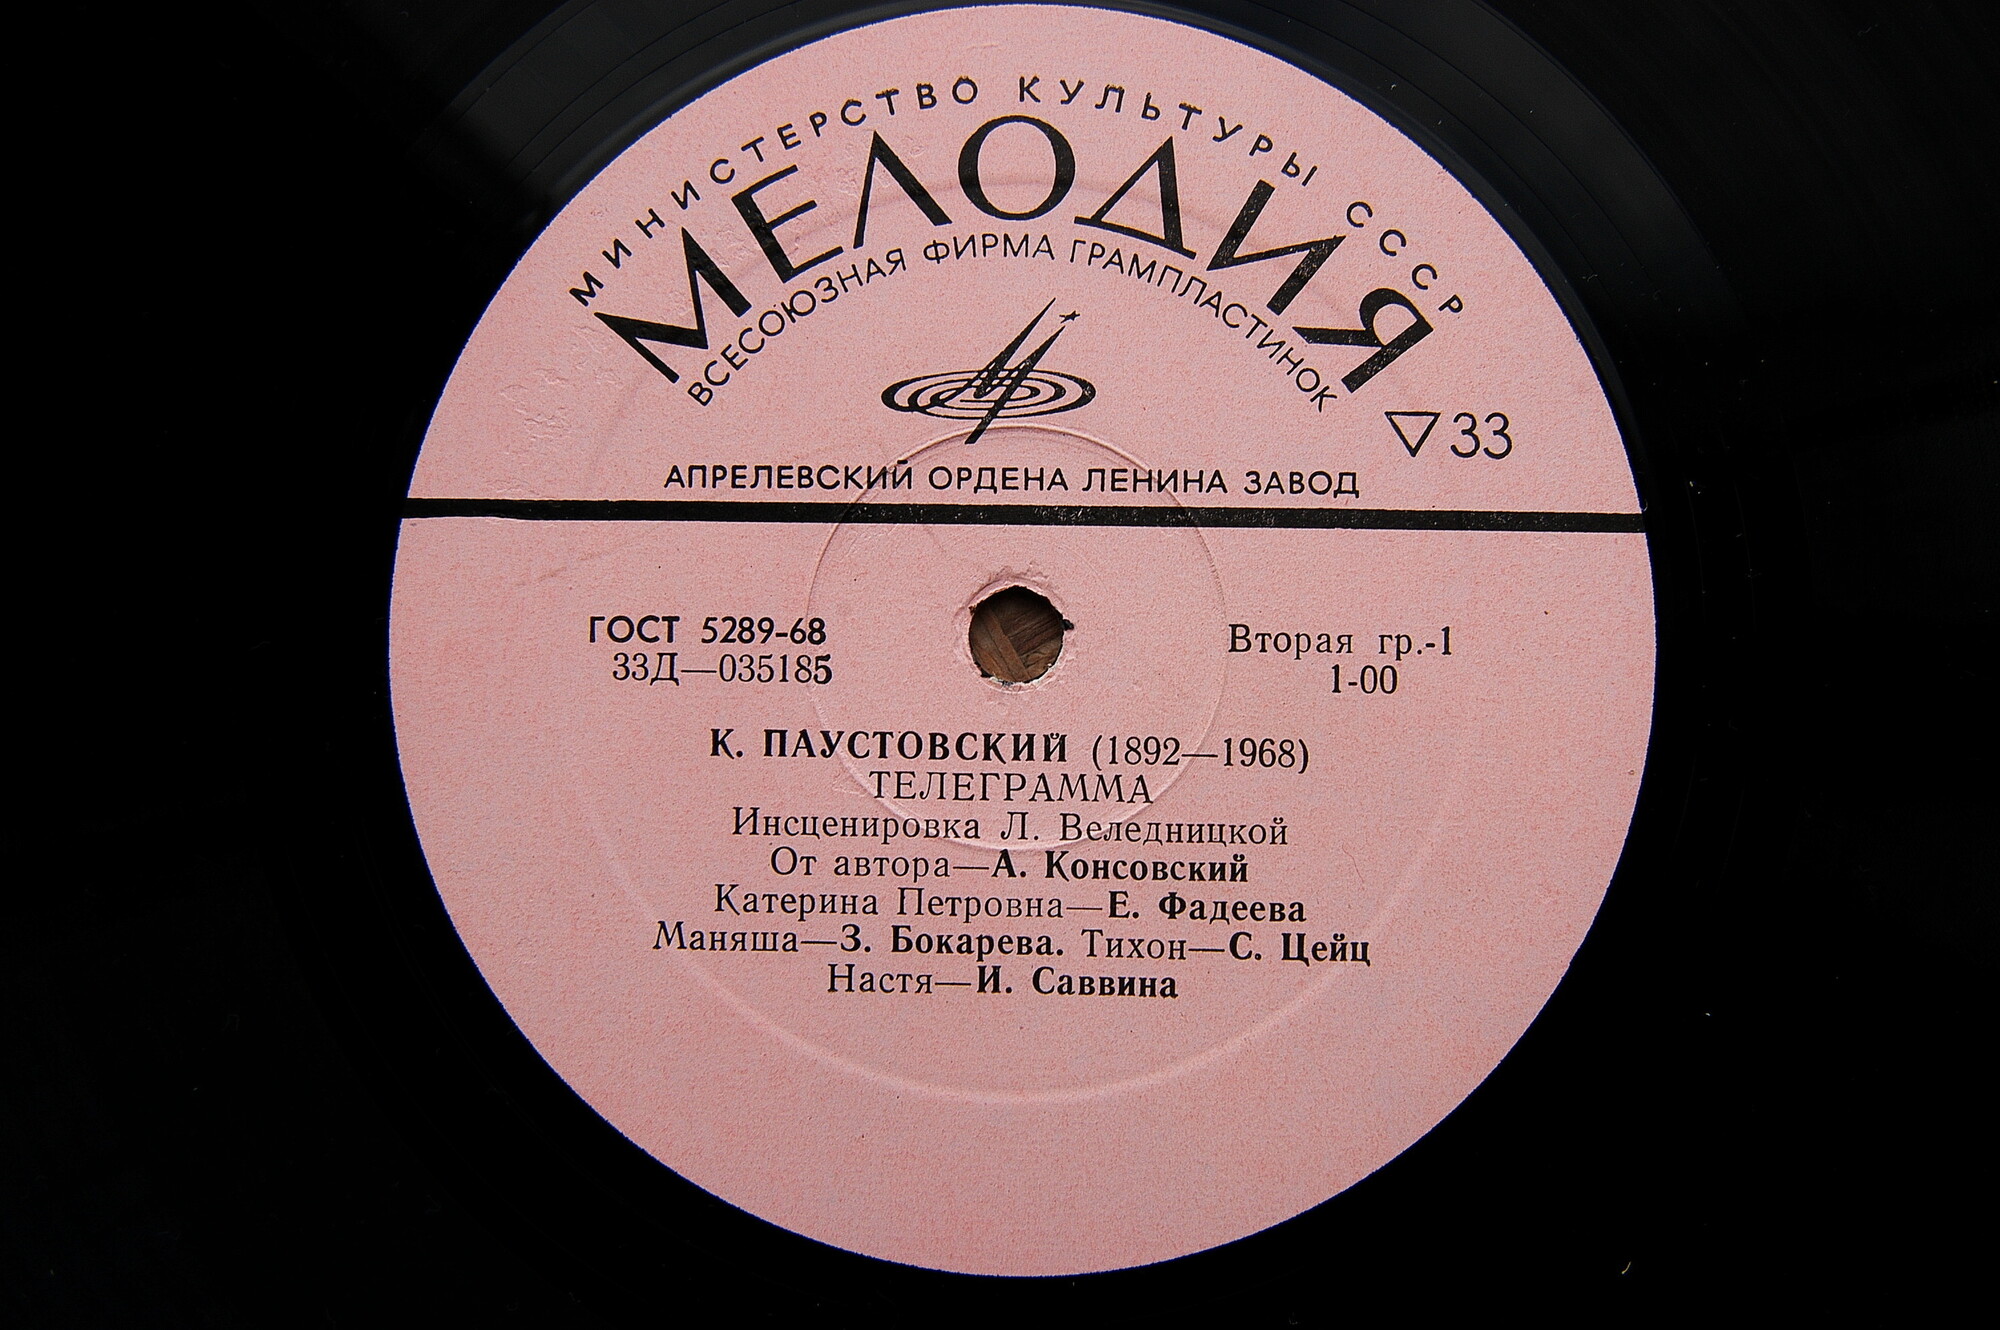 МИНИСТЕРСТВО КУЛЬТУРЫ СССР
МЕЛОДИЯ
ВСЕСОЮЗНАЯ ФИРМА ГРАМПЛАСТИНОК
33
АПРЕЛЕВСКИЙ ОРДЕНА ЛЕНИНА ЗАВОД
ГОСТ 5289-68
33Д—035185
Вторая гр.-1
1-00
К. ПАУСТОВСКИЙ (1892—1968)
ТЕЛЕГРАММА
Инсценировка Л. Веледницкой
От автора—А. Консовский
Катерина Петровна—Е. Фадеева
Маняша—З. Бокарева. Тихон—С. Цейц
Настя—И. Саввина